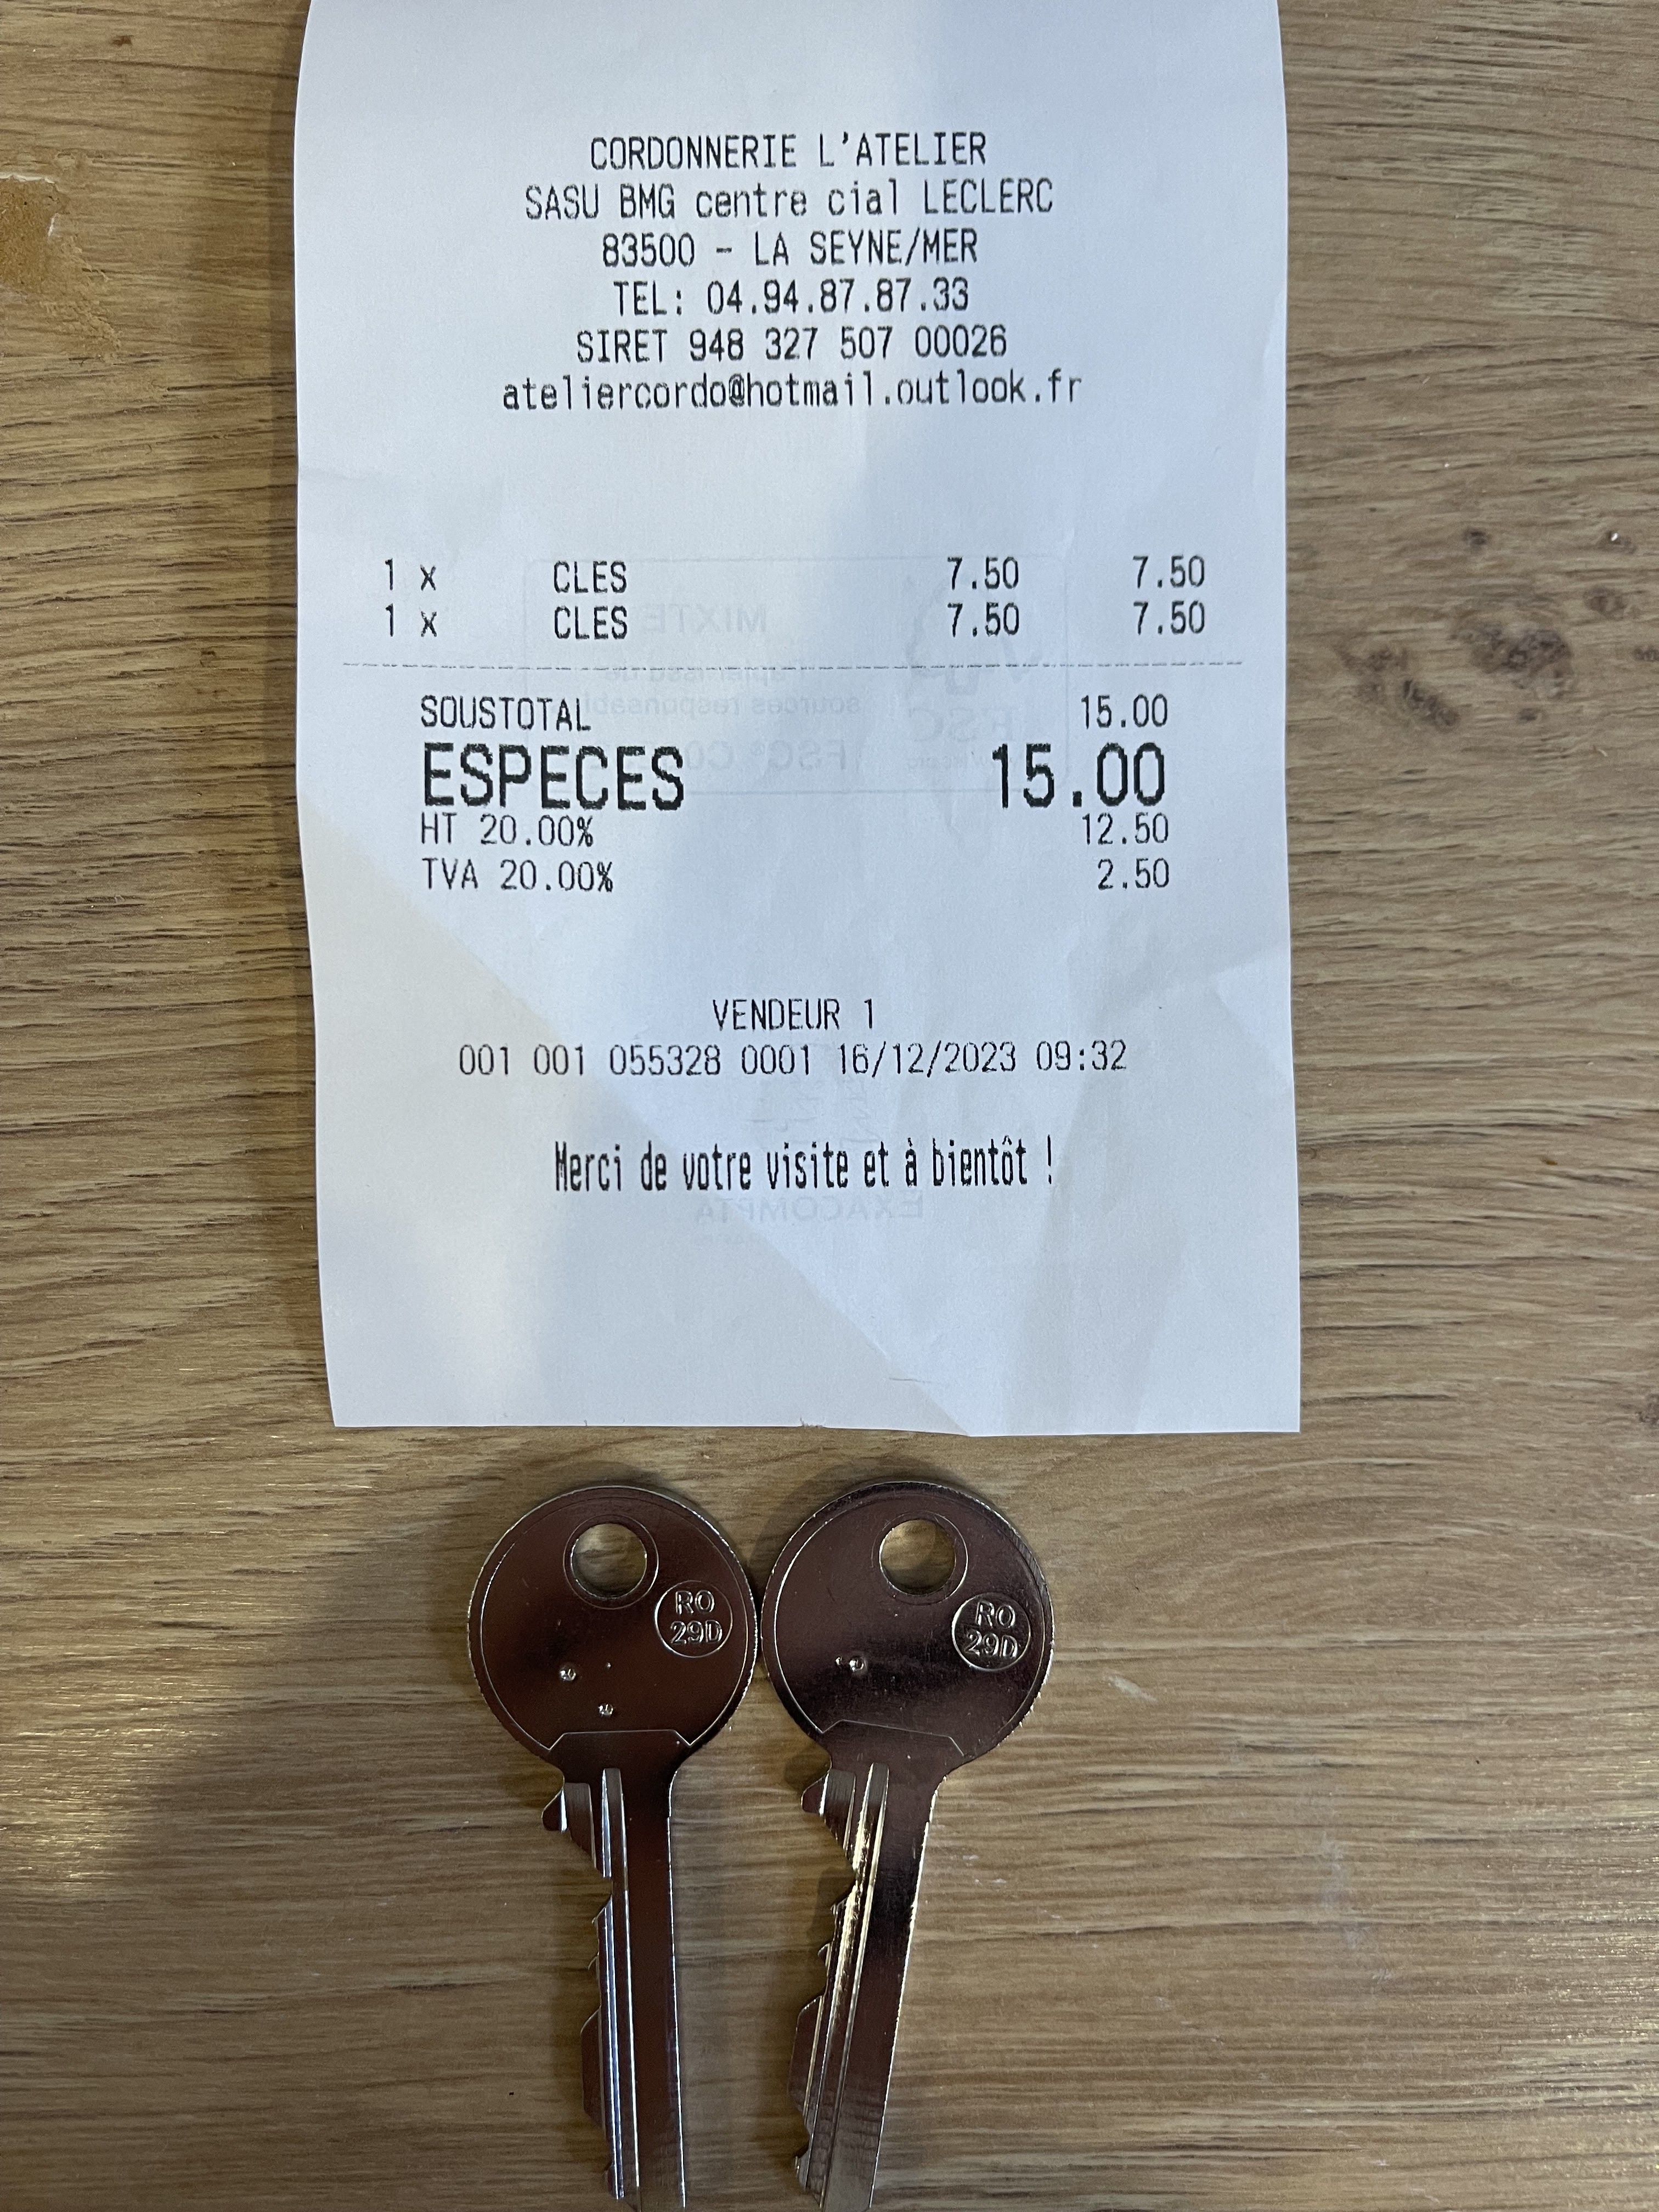 CORDONNERIE L'ATELIER
SASU BMG centre cial LECLERC
83500 - LA SEYNE/MER
TEL: 04.94.87.87.33
SIRET 948 327 507 00026
ateliercordo@hotmail.outlook.fr
1 x CLES 7.50 7.50
1 x CLES 7.50 7.50
SOUSTOTAL 15.00
ESPECES 15.00
HT 20.00% 12.50
TVA 20.00% 2.50
VENDEUR 1
001 001 055328 0001 16/12/2023 09:32
Merci de votre visite et à bientôt !
EXACOMPTA
RO
29D
RO
29D